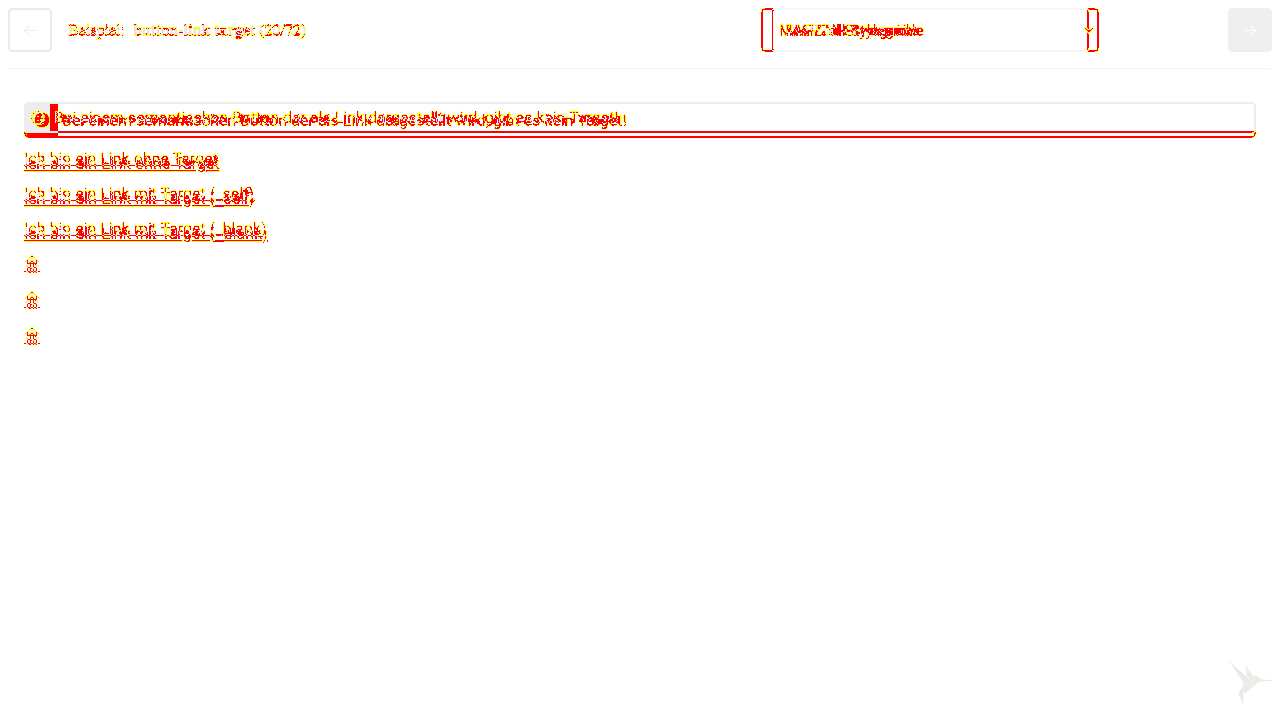 Beispiel: button-link target (20/72)
Bei einem semantischen Button der als Link dargestellt wird, gibt es kein Target!
Ich bin ein Link ohne Target
Ich bin ein Link mit Target (_self)
Ich bin ein Link mit Target (_blank)